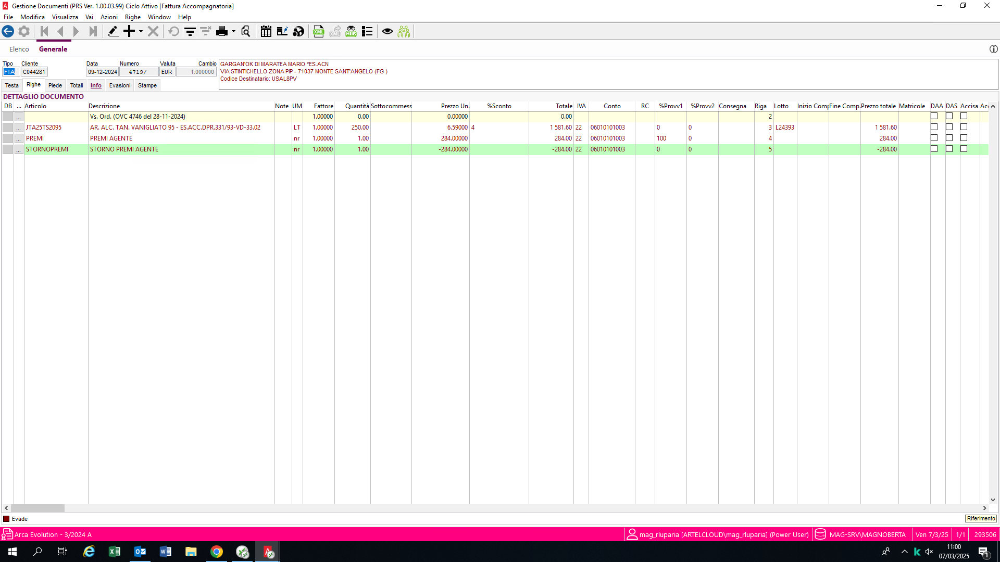 Gestione Documenti (PRS Ver. 1.00.03.99) Ciclo Attivo [Fattura Accompagnatoria]
File Modifica Visualizza Vai Azioni Righe Window Help
Elenco Generale
Tipo Cliente Data Numero Valuta Cambio
FTA C044281 09-12-2024 4719/ EUR 1.000000
GARGAN'OK DI MARATEA MARIO *ES.ACN
VIA STINTICHELLO ZONA PIP - 71037 MONTE SANT'ANGELO (FG )
Codice Destinatario: USAL8PV
Testa Righe Piede Totali Info Evasioni Stampe
DETTAGLIO DOCUMENTO
DB ... Articolo Descrizione Note UM Fattore Quantità Sottocommess Prezzo Un. %Sconto Totale IVA Conto RC %Provv1 %Provv2 Consegna Riga Lotto Inizio Comp Fine Comp. Prezzo totale Matricole DAA DAS Accisa Acc
... Vs. Ord. (OVC 4746 del 28-11-2024) 1.00000 0.00 0.00000 0.00 2
... JTA25TS2095 AR. ALC. TAN. VANIGLIATO 95 - ES.ACC.DPR.331/93-VD-33.02 LT 1.00000 250.00 6.59000 4 1 581.60 22 06010101003 0 0 3 L24393 1 581.60
... PREMI PREMI AGENTE nr 1.00000 1.00 284.00000 284.00 22 06010101003 100 0 4 284.00
... STORNOPREMI STORNO PREMI AGENTE nr 1.00000 1.00 -284.00000 -284.00 22 06010101003 0 0 5 -284.00
Evade
Riferimento
Arca Evolution - 3/2024 A mag_rluparia [ARTELCLOUD\mag_rluparia] (Power User) MAG-SRV\MAGNOBERTA Ven 7/3/25 1/1 293506
11:00
07/03/2025
1